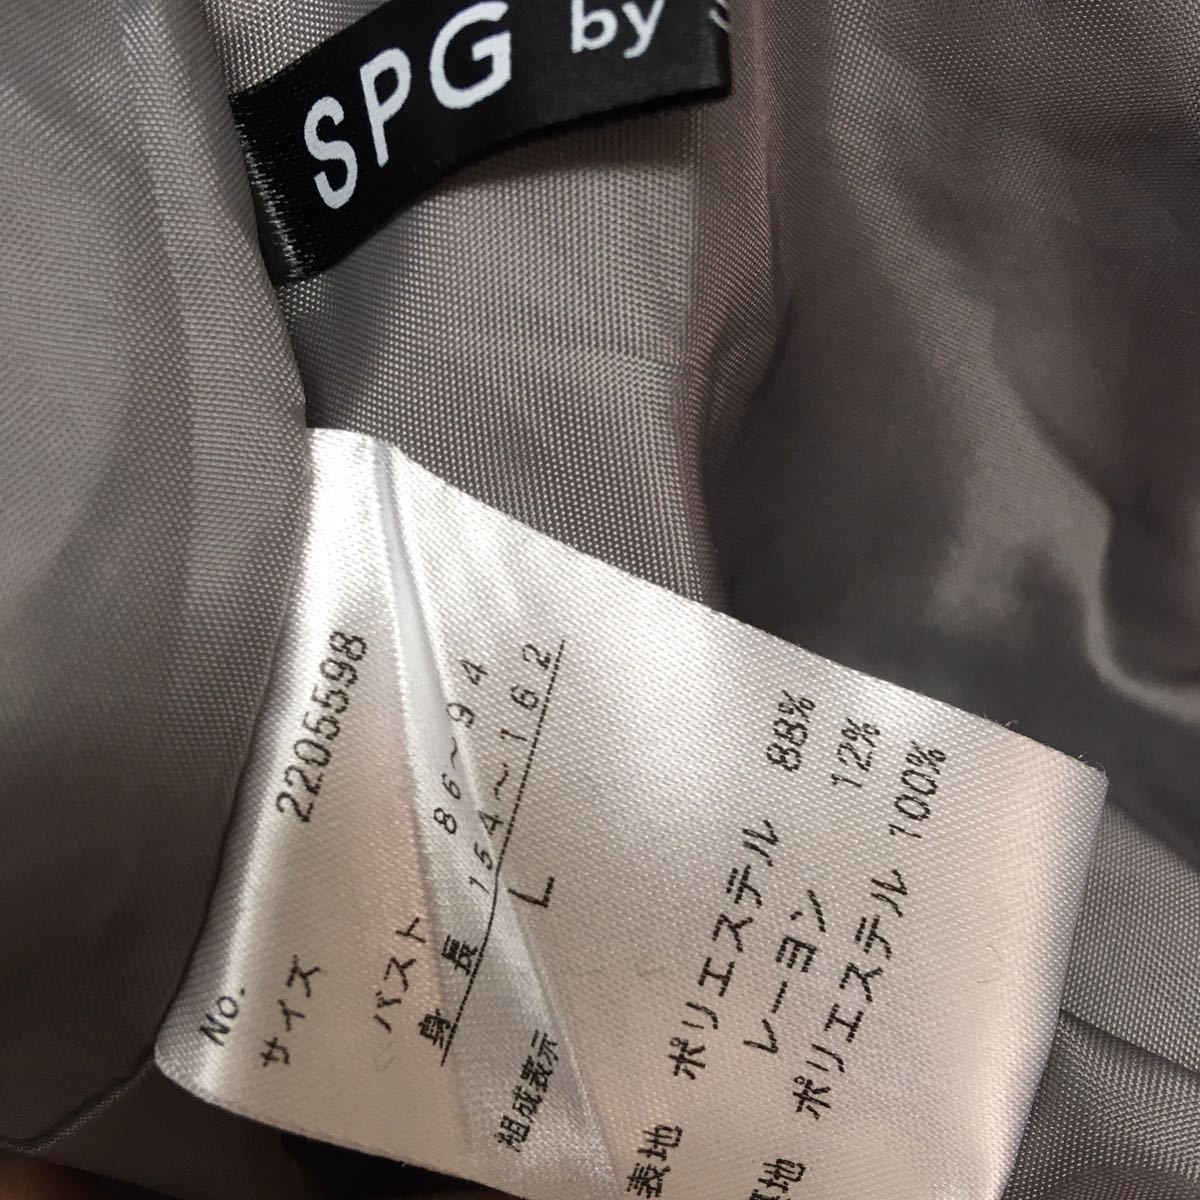 SPG by
No. 2205598
サイズ
バスト 86~94
身長 154~162
L
組成表示
表地 ポリエステル 88%
レーヨン 12%
地 ポリエステル 100%